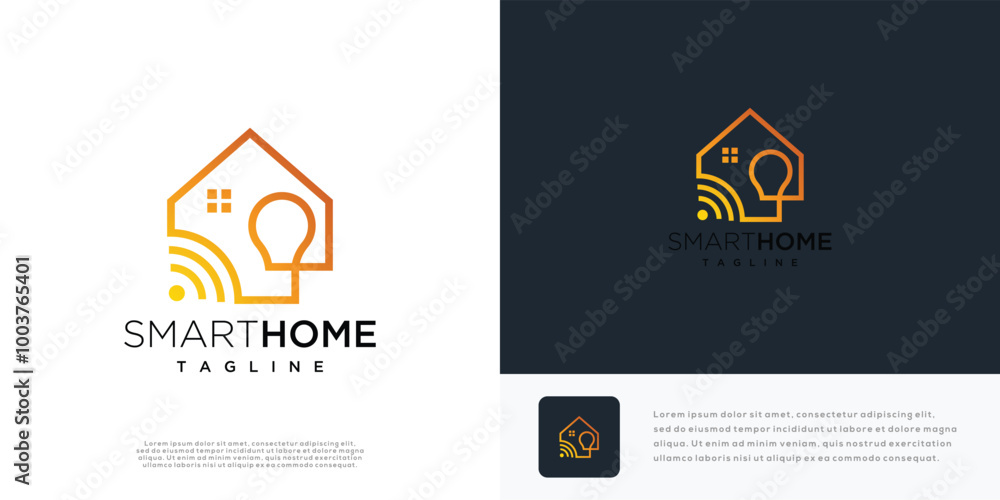 SMARTHOME
TAGLINE
Lorem ipsum dolor sit amet, consectetur adipiscing elit,
sed do eiusmod tempor incididunt ut labore et dolore magna
aliqua. Ut enim ad minim veniam, quis nostrud exercitation
ullamco laboris nisi ut aliquip ex ea commodo consequat.
SMARTHOME
TAGLINE
Lorem ipsum dolor sit amet, consectetur adipiscing elit,
sed do eiusmod tempor incididunt ut labore et dolore magna
aliqua. Ut enim ad minim veniam, quis nostrud exercitation
ullamco laboris nisi ut aliquip ex ea commodo consequat.
Adobe Stock | #1003765401